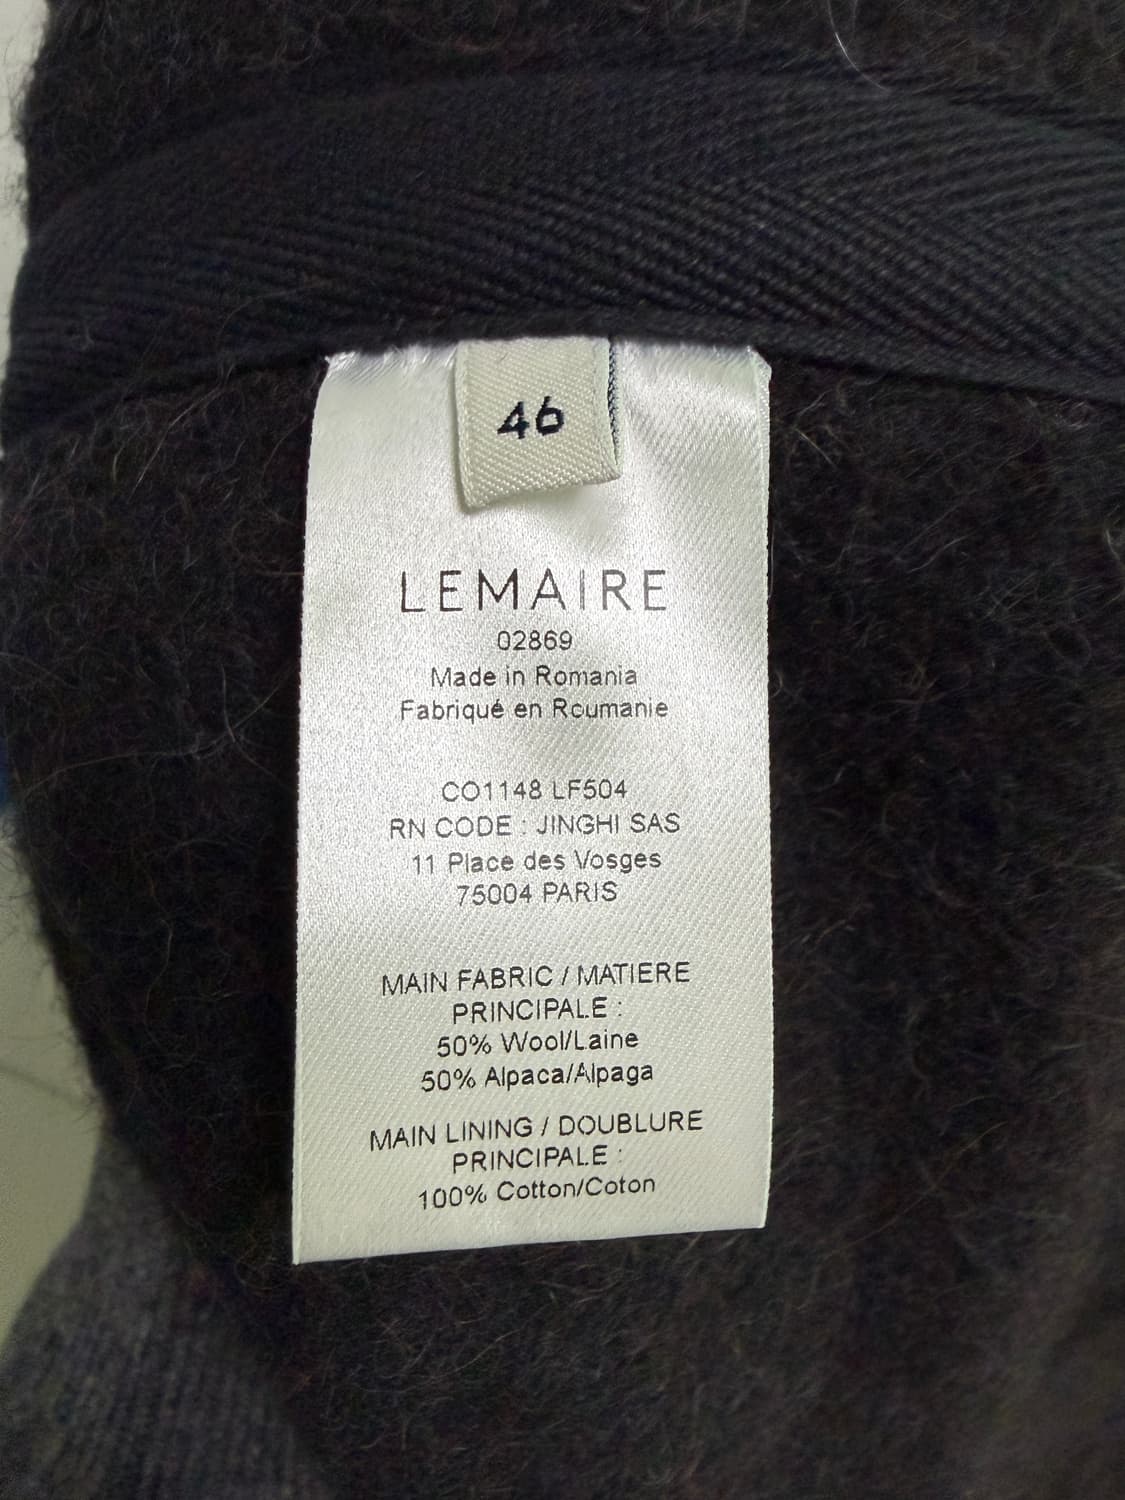 46
LEMAIRE
02869
Made in Romania
Fabriqué en Roumanie
CO1148 LF504
RN CODE : JINGHI SAS
11 Place des Vosges
75004 PARIS
MAIN FABRIC / MATIERE
PRINCIPALE :
50% Wool/Laine
50% Alpaca/Alpaga
MAIN LINING / DOUBLURE
PRINCIPALE :
100% Cotton/Coton